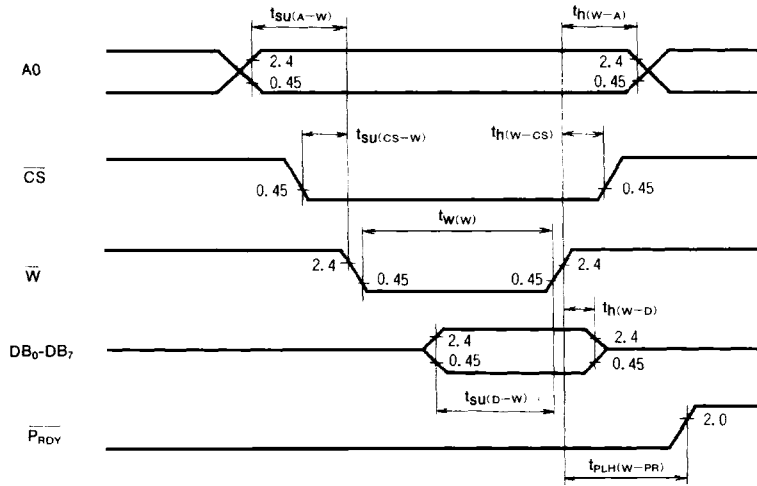 tsu(A-W) th(W-A)
A0 2.4 0.45 2.4 0.45
tsu(CS-W) th(W-CS)
CS 0.45 0.45
tW(W)
W 2.4 0.45 0.45 2.4
th(W-D)
DB0-DB7 2.4 0.45 2.4 0.45
tsu(D-W)
PRDY 2.0
tPLH(W-PR)